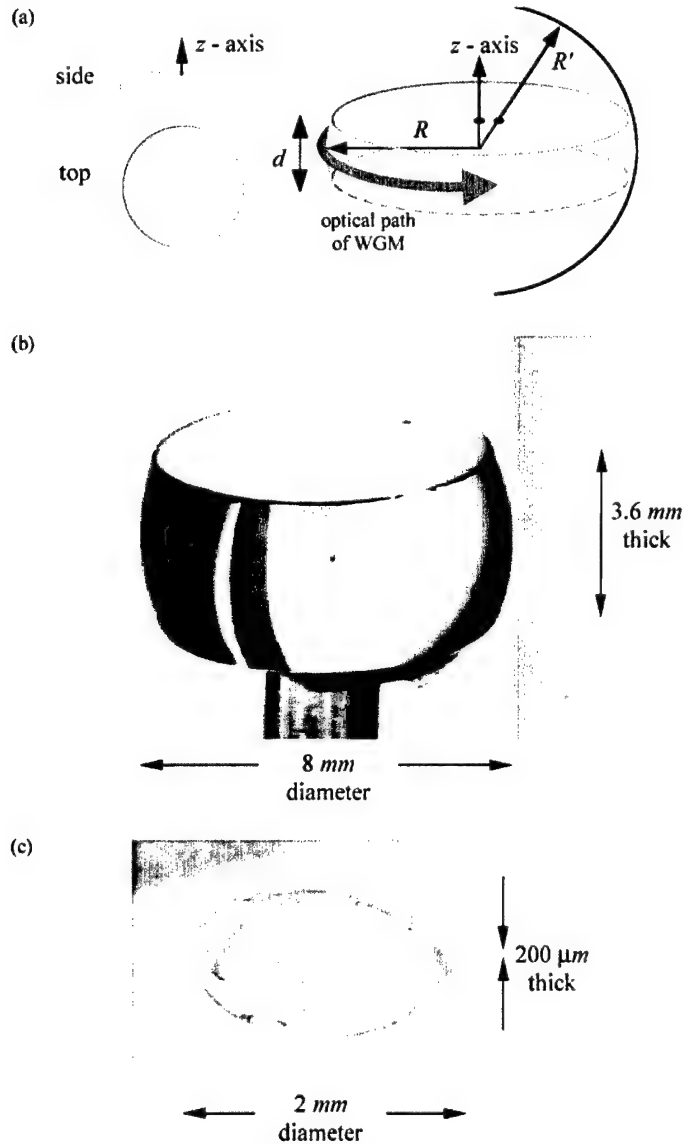 (a)
z - axis
side
top
z - axis
R'
R
d
optical path
of WGM
(b)
3.6 mm
thick
8 mm
diameter
(c)
200 µm
thick
2 mm
diameter